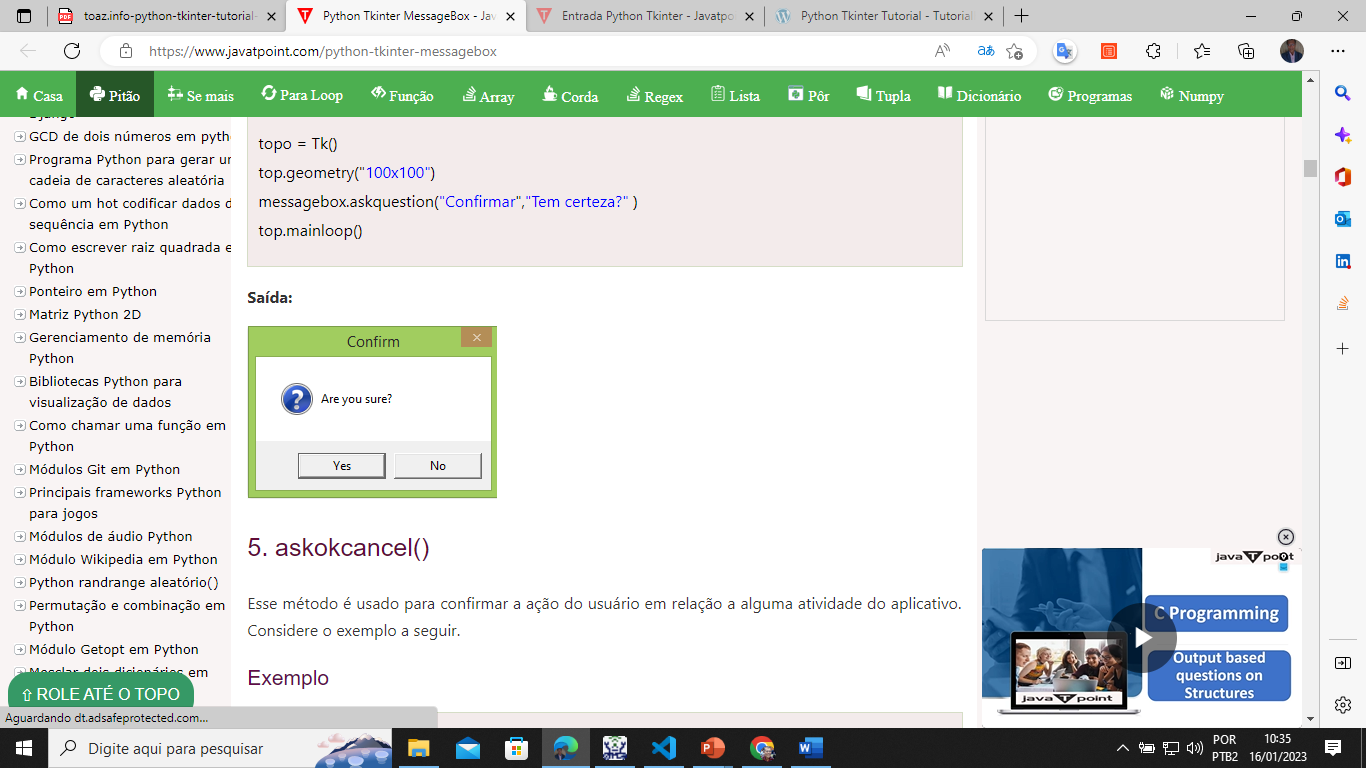 toaz.info-python-tkinter-tutorial-
Python Tkinter MessageBox - Jav
Entrada Python Tkinter - Javatpo
Python Tkinter Tutorial - Tutorial
https://www.javatpoint.com/python-tkinter-messagebox
Casa
Pitão
Se mais
Para Loop
Função
Array
Corda
Regex
Lista
Pôr
Tupla
Dicionário
Programas
Numpy
GCD de dois números em pyth
Programa Python para gerar um
cadeia de caracteres aleatória
Como um hot codificar dados d
sequência em Python
Como escrever raiz quadrada e
Python
Ponteiro em Python
Matriz Python 2D
Gerenciamento de memória
Python
Bibliotecas Python para
visualização de dados
Como chamar uma função em
Python
Módulos Git em Python
Principais frameworks Python
para jogos
Módulos de áudio Python
Módulo Wikipedia em Python
Python randrange aleatório()
Permutação e combinação em
Python
Módulo Getopt em Python
Mesclar dois dicionários em
⇧ ROLE ATÉ O TOPO
Aguardando dt.adsafeprotected.com...
topo = Tk()
top.geometry("100x100")
messagebox.askquestion("Confirmar","Tem certeza?" )
top.mainloop()
Saída:
Confirm
Are you sure?
Yes
No
5. askokcancel()
Esse método é usado para confirmar a ação do usuário em relação a alguma atividade do aplicativo.
Considere o exemplo a seguir.
Exemplo
java T point
C Programming
Output based
questions on
Structures
java T point
Digite aqui para pesquisar
POR
PTB2
10:35
16/01/2023